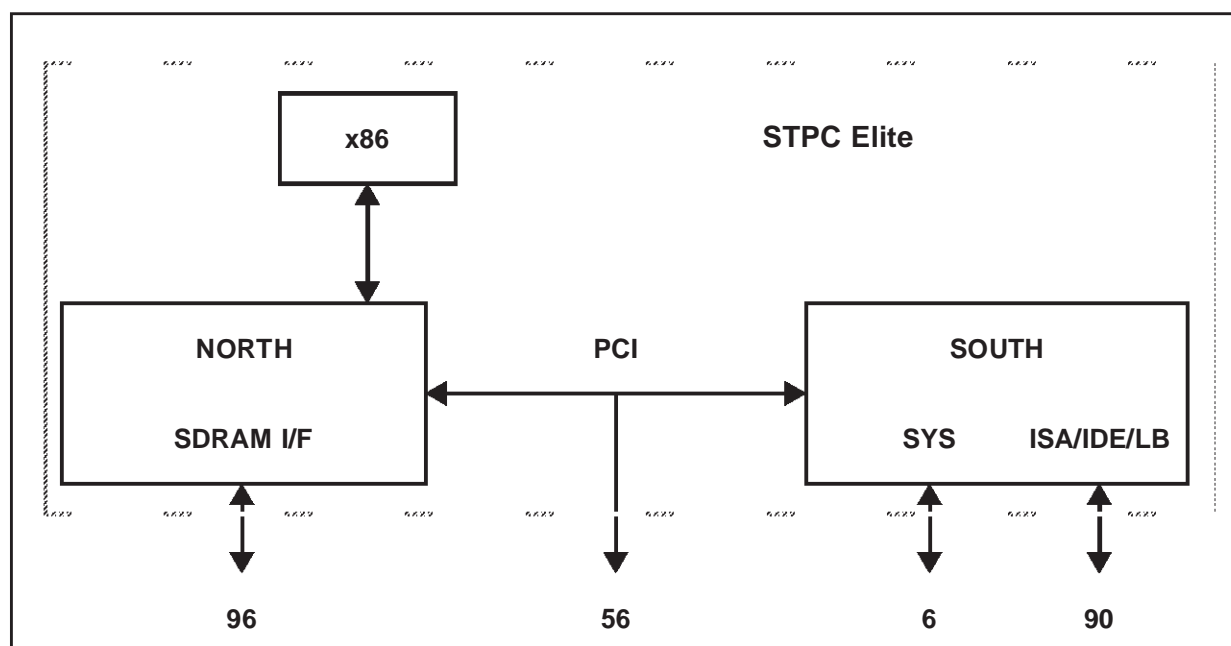 x86
STPC Elite
NORTH
PCI
SOUTH
SDRAM I/F
SYS
ISA/IDE/LB
96
56
6
90